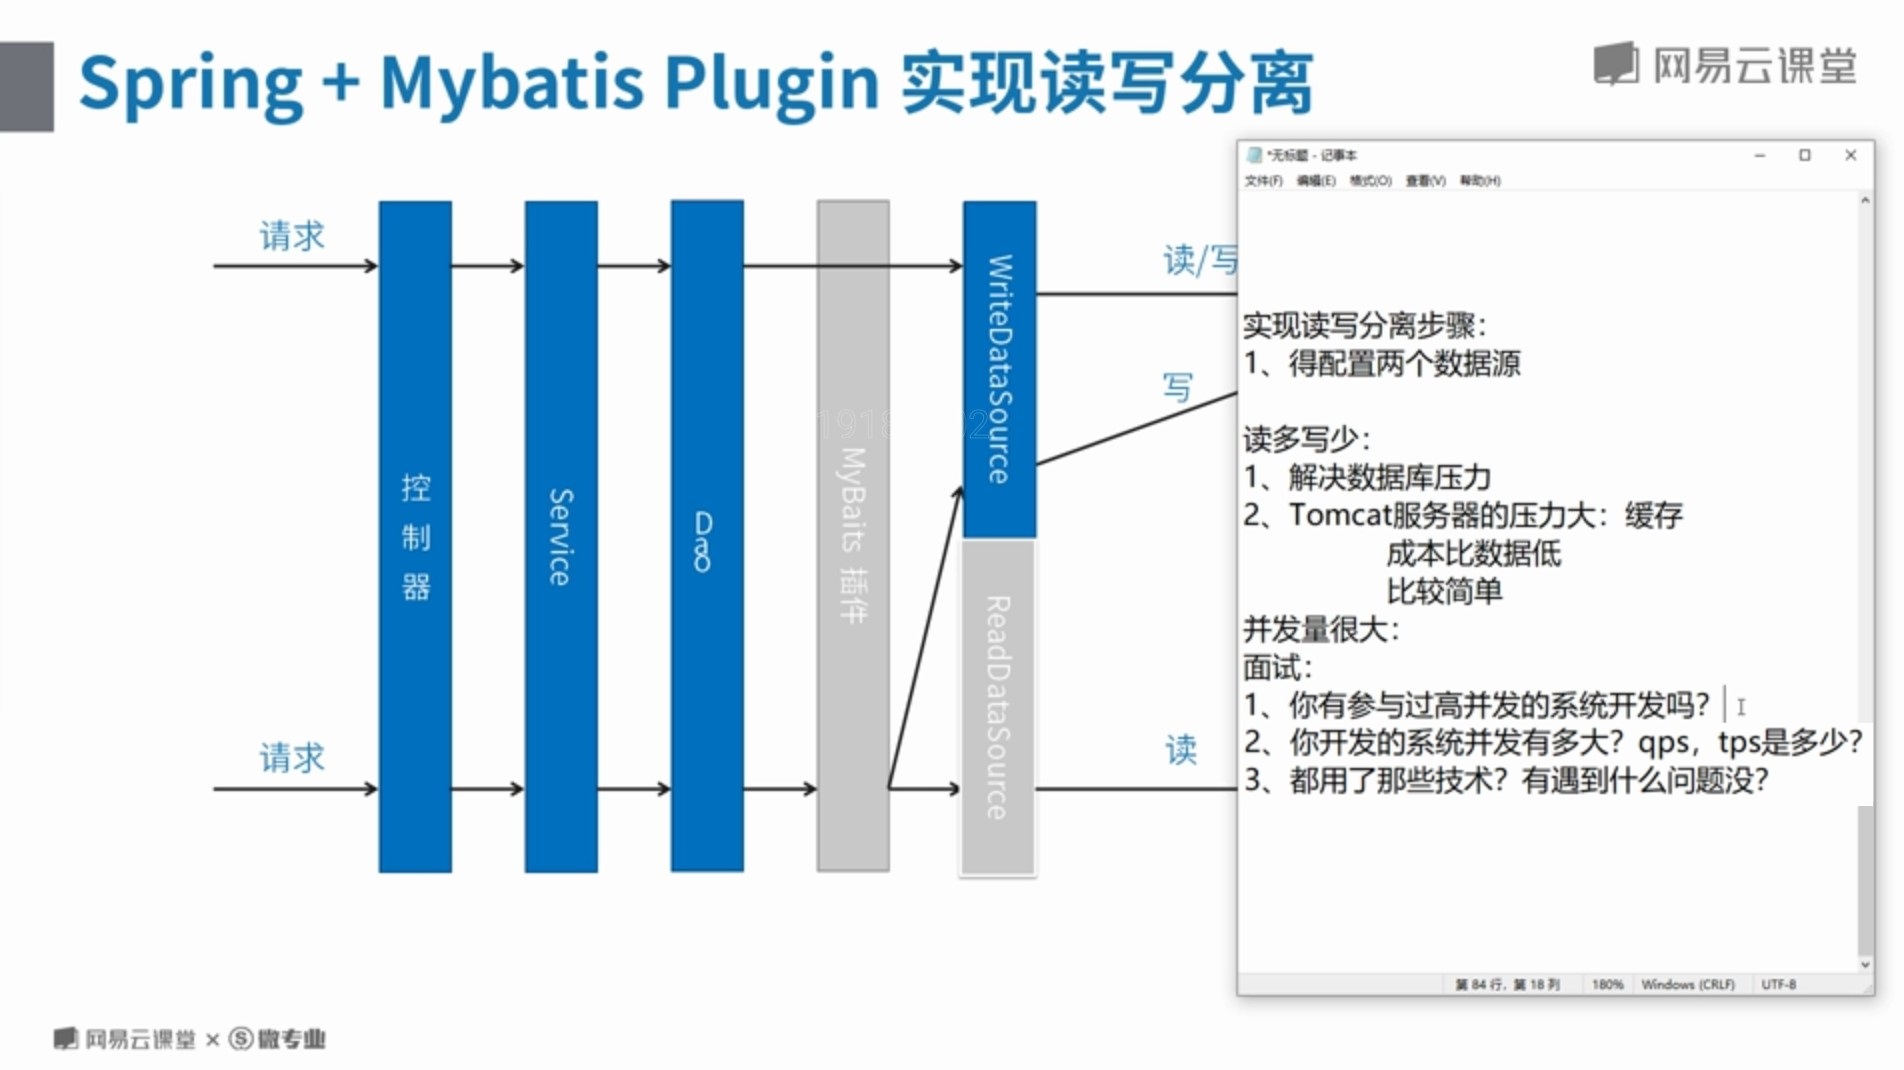 Spring + Mybatis Plugin 实现读写分离
网易云课堂
请求
请求
控制器
Service
Dao
MyBaits 插件
WriteDataSource
ReadDataSource
读/写
写
读
*无标题 - 记事本
文件(F) 编辑(E) 格式(O) 查看(V) 帮助(H)
实现读写分离步骤：
1、得配置两个数据源
读多写少：
1、解决数据库压力
2、Tomcat服务器的压力大：缓存
成本比数据低
比较简单
并发量很大：
面试：
1、你有参与过高并发的系统开发吗？
2、你开发的系统并发有多大？qps，tps是多少？
3、都用了那些技术？有遇到什么问题没？
第 84 行，第 18 列 180% Windows (CRLF) UTF-8
网易云课堂 × 微专业